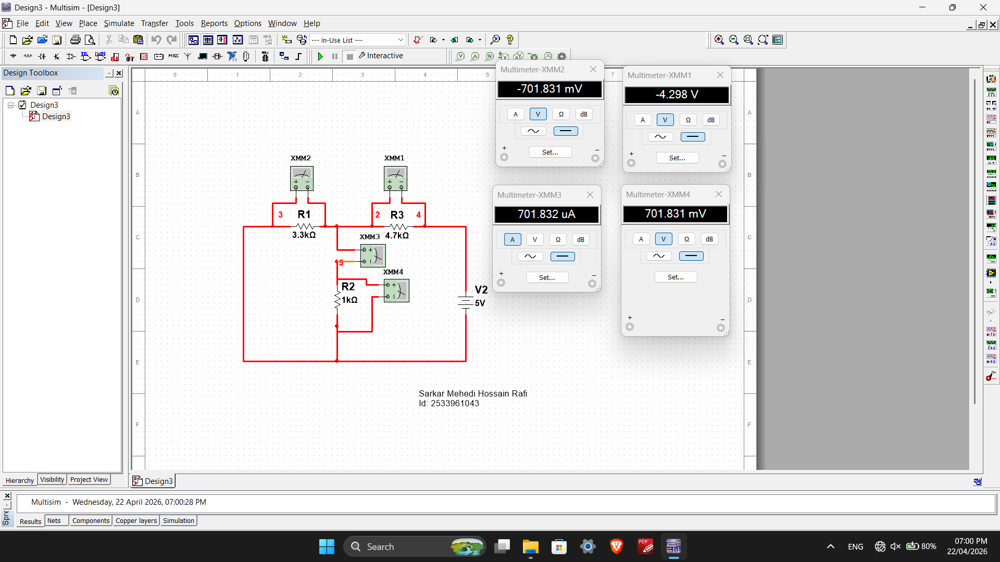 Design3 - Multisim - [Design3]
File Edit View Place Simulate Transfer Tools Reports Options Window Help
--- In-Use List ---
MISC
Interactive
Design Toolbox
Design3
Design3
Hierarchy Visibility Project View
0 1 2 3 4 5 7
A
B
C
D
E
F
A
B
C
D
E
F
XMM2
XMM1
3 R1 2 R3 4
3.3kΩ
XMM3 4.7kΩ
5
XMM4
R2
1kΩ
V2
5V
Sarkar Mehedi Hossain Rafi
Id: 2533961043
Multimeter-XMM2
-701.831 mV
A V Ω dB
+ Set... −
Multimeter-XMM1
-4.298 V
A V Ω dB
+ Set... −
Multimeter-XMM3
701.832 uA
A V Ω dB
+ Set... −
Multimeter-XMM4
701.831 mV
A V Ω dB
Set...
+ −
Design3
Multisim - Wednesday, 22 April 2026, 07:00:28 PM
Spre
Results Nets Components Copper layers Simulation
Search
PDF
ENG
80%
07:00 PM
22/04/2026